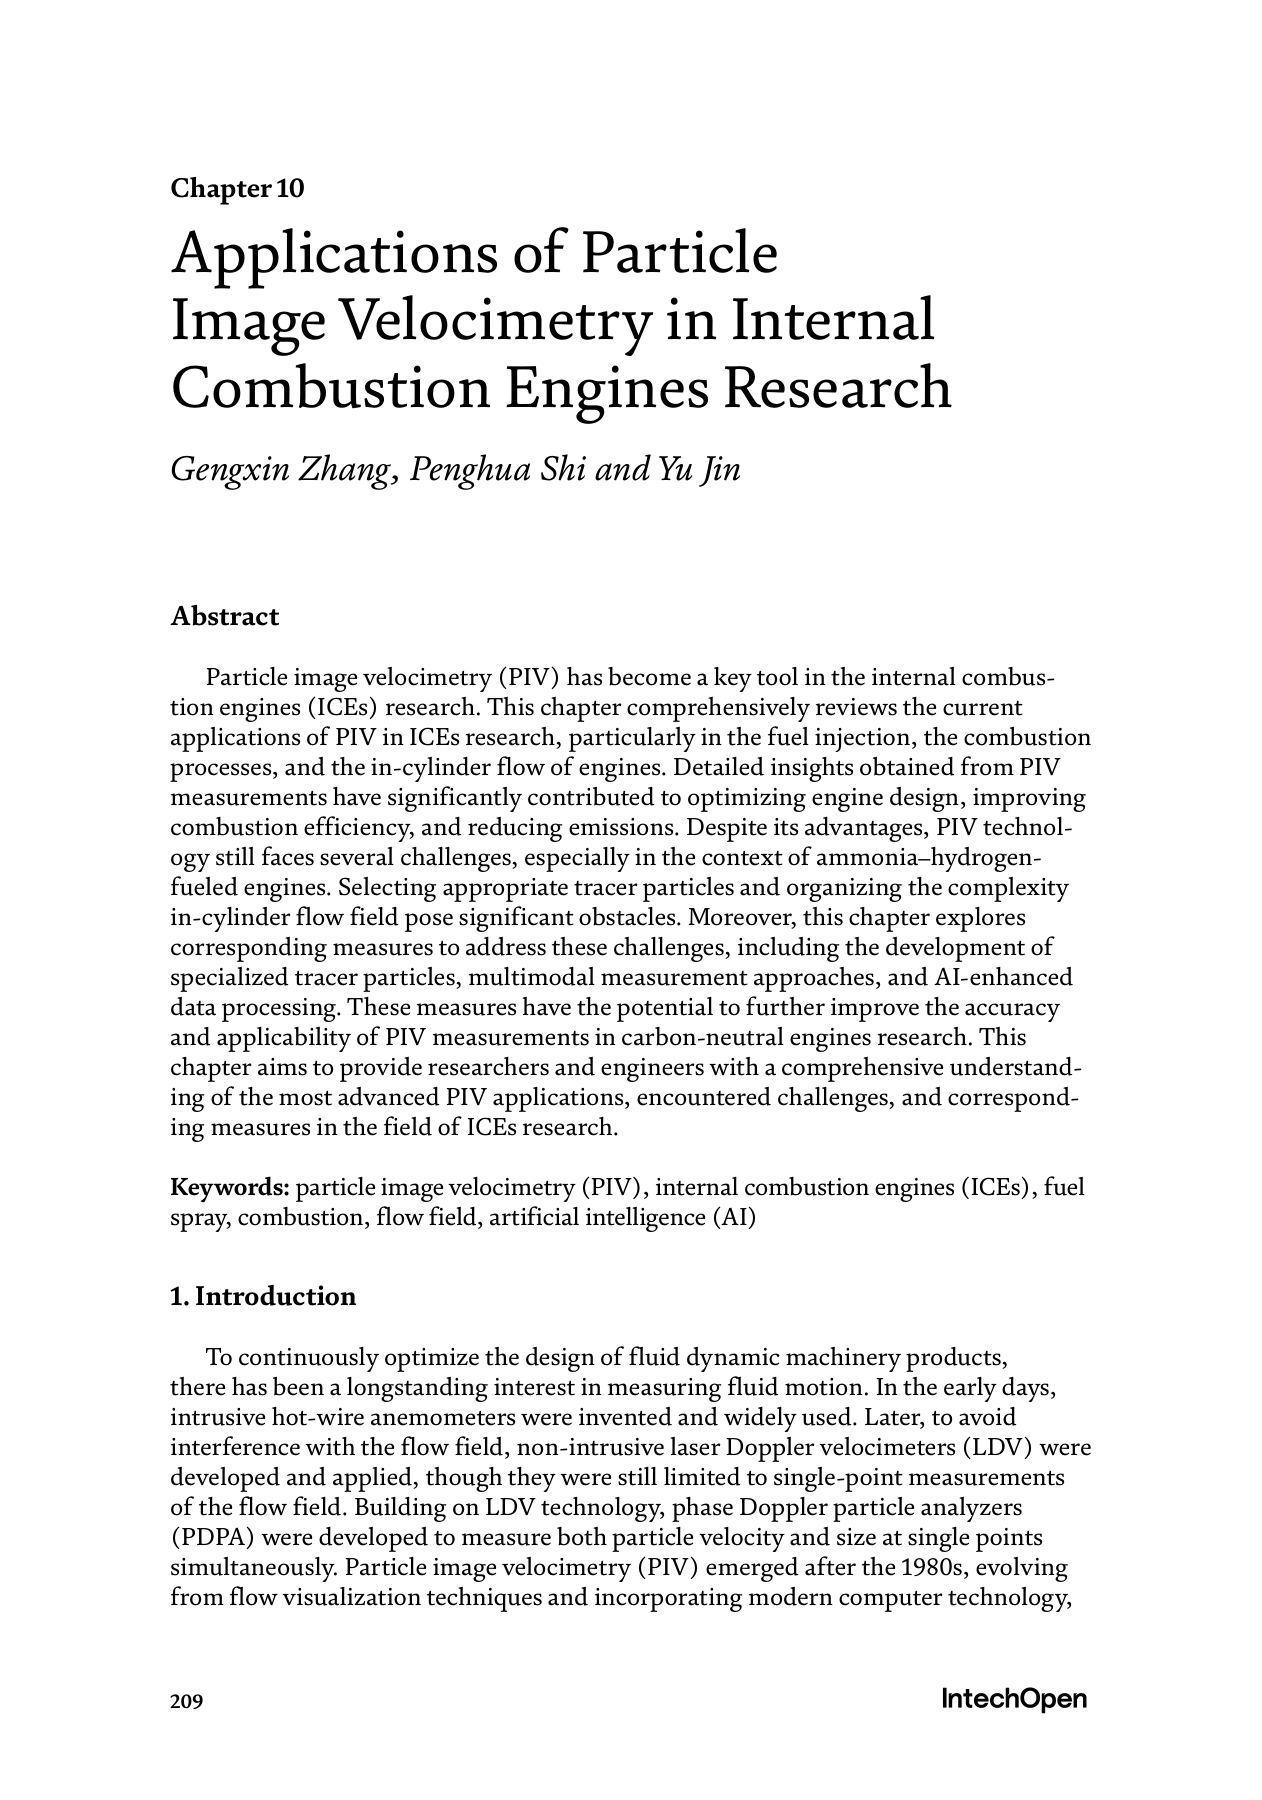 Chapter 10
Applications of Particle
Image Velocimetry in Internal
Combustion Engines Research
Gengxin Zhang, Penghua Shi and Yu Jin
Abstract
Particle image velocimetry (PIV) has become a key tool in the internal combus-
tion engines (ICEs) research. This chapter comprehensively reviews the current
applications of PIV in ICEs research, particularly in the fuel injection, the combustion
processes, and the in-cylinder flow of engines. Detailed insights obtained from PIV
measurements have significantly contributed to optimizing engine design, improving
combustion efficiency, and reducing emissions. Despite its advantages, PIV technol-
ogy still faces several challenges, especially in the context of ammonia–hydrogen-
fueled engines. Selecting appropriate tracer particles and organizing the complexity
in-cylinder flow field pose significant obstacles. Moreover, this chapter explores
corresponding measures to address these challenges, including the development of
specialized tracer particles, multimodal measurement approaches, and AI-enhanced
data processing. These measures have the potential to further improve the accuracy
and applicability of PIV measurements in carbon-neutral engines research. This
chapter aims to provide researchers and engineers with a comprehensive understand-
ing of the most advanced PIV applications, encountered challenges, and correspond-
ing measures in the field of ICEs research.
Keywords: particle image velocimetry (PIV), internal combustion engines (ICEs), fuel
spray, combustion, flow field, artificial intelligence (AI)
1. Introduction
To continuously optimize the design of fluid dynamic machinery products,
there has been a longstanding interest in measuring fluid motion. In the early days,
intrusive hot-wire anemometers were invented and widely used. Later, to avoid
interference with the flow field, non-intrusive laser Doppler velocimeters (LDV) were
developed and applied, though they were still limited to single-point measurements
of the flow field. Building on LDV technology, phase Doppler particle analyzers
(PDPA) were developed to measure both particle velocity and size at single points
simultaneously. Particle image velocimetry (PIV) emerged after the 1980s, evolving
from flow visualization techniques and incorporating modern computer technology,
209
IntechOpen